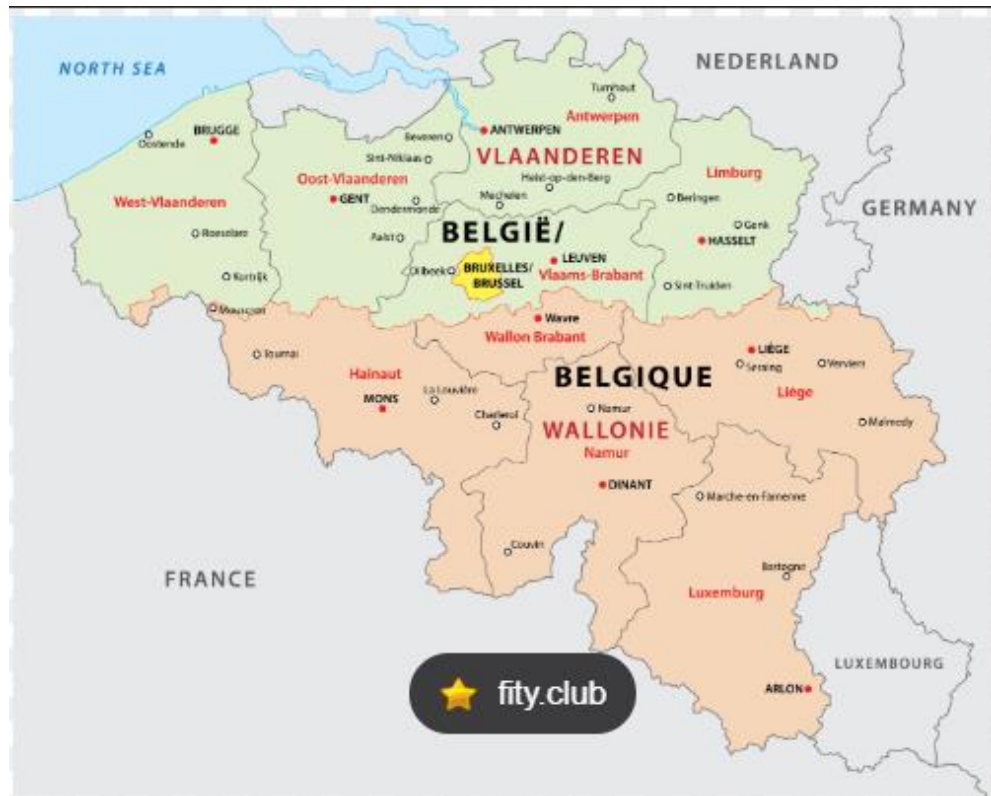 NORTH SEA
NEDERLAND
Turnhout
Antwerpen
BRUGGE
Oostende
Beveren
ANTWERPEN
VLAANDEREN
Sint-Niklaas
Oost-Vlaanderen
Heist-op-den-Berg
Limburg
West-Vlaanderen
GENT
Dendermonde
Mechelen
Beringen
GERMANY
Roeselare
Aalst
BELGIË/
Genk
HASSELT
LEUVEN
BRUXELLES/
BRUSSEL
Vlaams-Brabant
Kortrijk
Sint-Truiden
Wavre
Wallon Brabant
Tournai
LIÈGE
Seraing
Verviers
Hainaut
BELGIQUE
La Louvière
Liège
MONS
Namur
Charleroi
Malmedy
WALLONIE
Namur
DINANT
Marche-en-Famenne
Couvin
FRANCE
Bastogne
Luxemburg
LUXEMBOURG
ARLON
fity.club